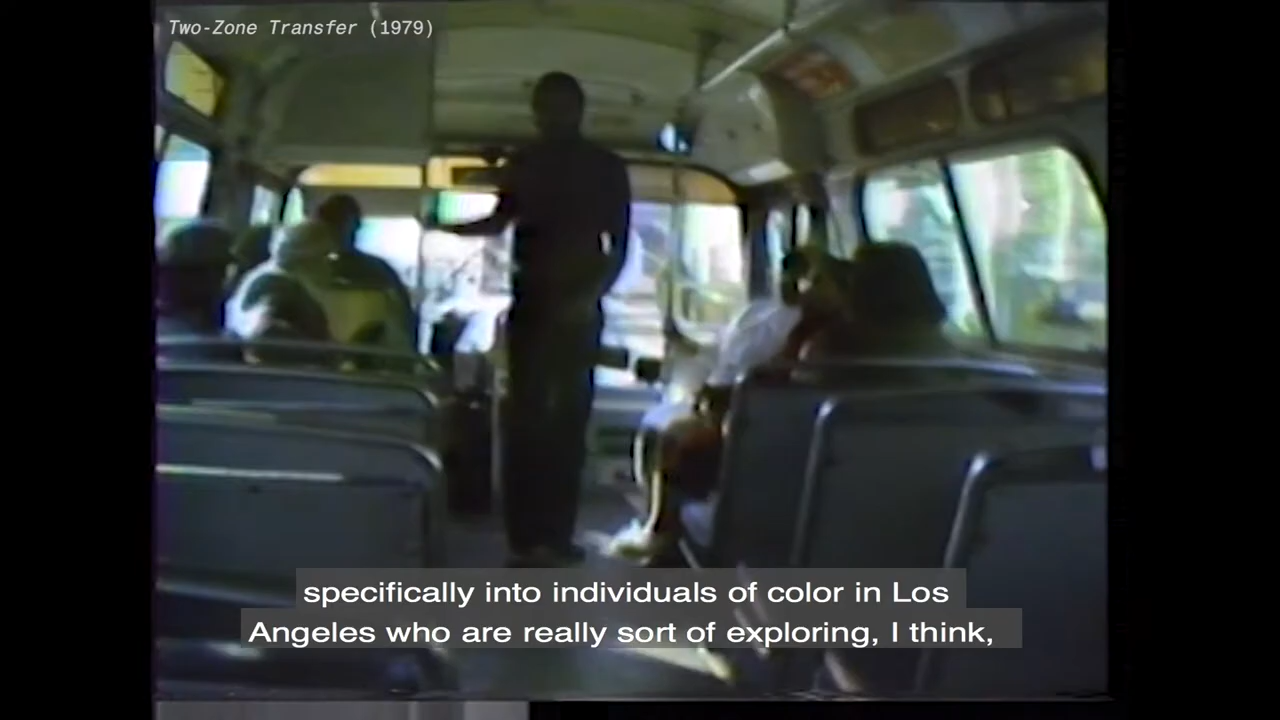 Two-Zone Transfer (1979)
specifically into individuals of color in Los
Angeles who are really sort of exploring, I think,